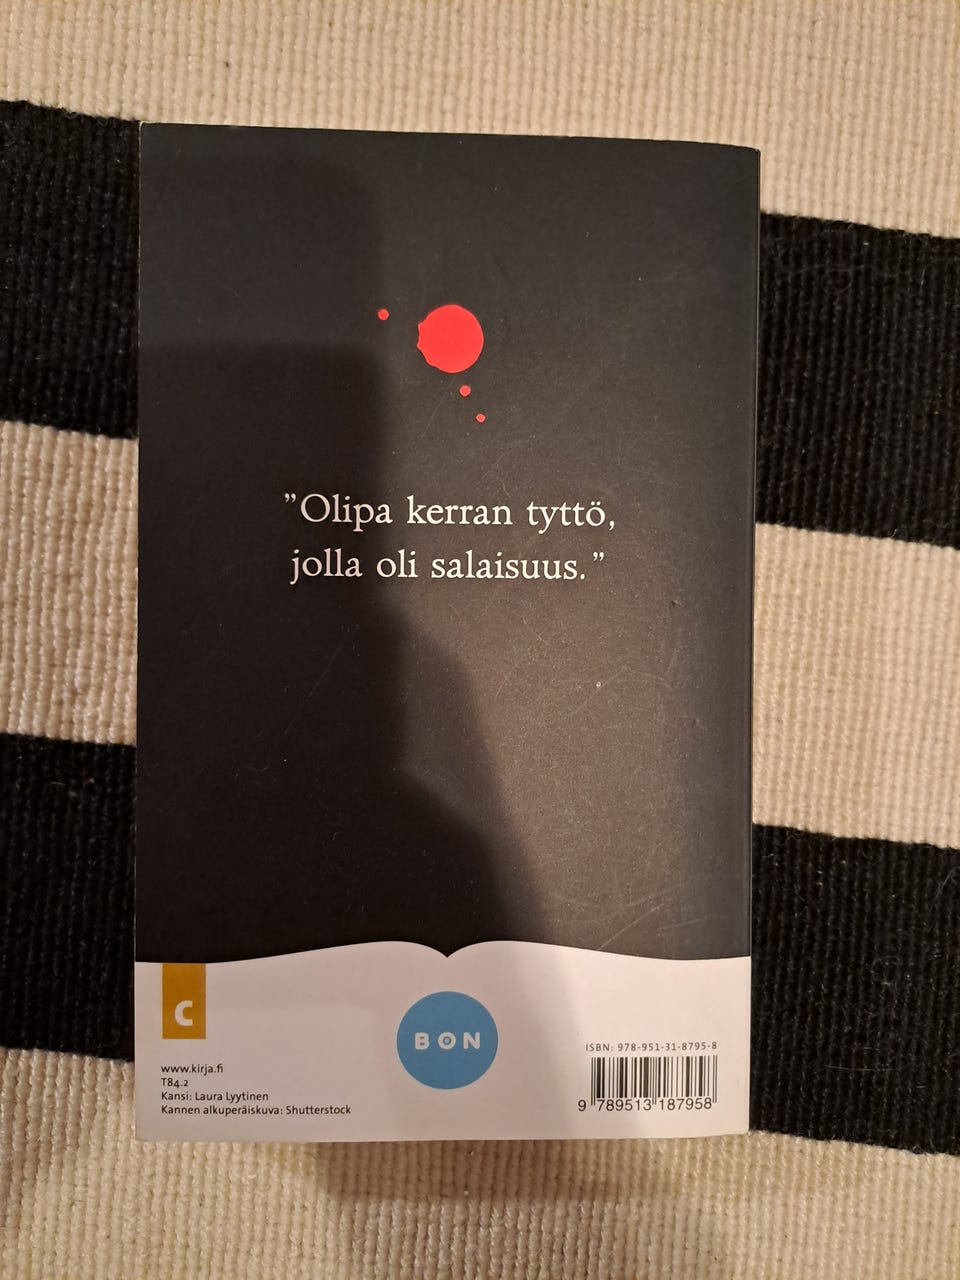 ”Olipa kerran tyttö,
jolla oli salaisuus.”
C
www.kirja.fi
T84.2
Kansi: Laura Lyytinen
Kannen alkuperäiskuva: Shutterstock
BON
ISBN: 978-951-31-8795-8
9 789513 187958